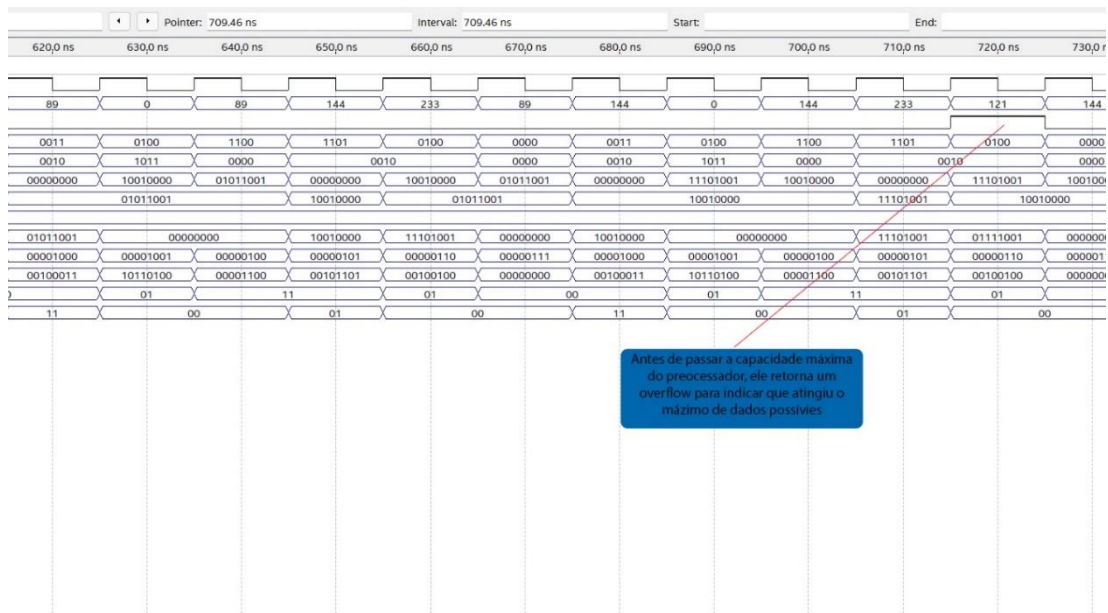 Pointer: 709.46 ns Interval: 709.46 ns Start: End:
620,0 ns 630,0 ns 640,0 ns 650,0 ns 660,0 ns 670,0 ns 680,0 ns 690,0 ns 700,0 ns 710,0 ns 720,0 ns 730,0 n
89 0 89 144 233 89 144 0 144 233 121 144
0011 0100 1100 1101 0100 0000 0011 0100 1100 1101 0100 0000
0010 1011 0000 0010 0000 0010 1011 0000 0010 0000
00000000 10010000 01011001 00000000 10010000 01011001 00000000 11101001 10010000 00000000 11101001 100100
01011001 10010000 01011001 10010000 11101001 10010000
01011001 00000000 10010000 11101001 00000000 10010000 00000000 11101001 01111001 000000
00001000 00001001 00000100 00000101 00000110 00000111 00001000 00001001 00000100 00000101 00000110 000001
00100011 10110100 00001100 00101101 00100100 00000000 00100011 10110100 00001100 00101101 00100100 000000
01 11 01 00 01 11 01
11 00 01 00 11 00 01 00
Antes de passar a capacidade máxima
do preocessador, ele retorna um
overflow para indicar que atingiu o
mázimo de dados possívies